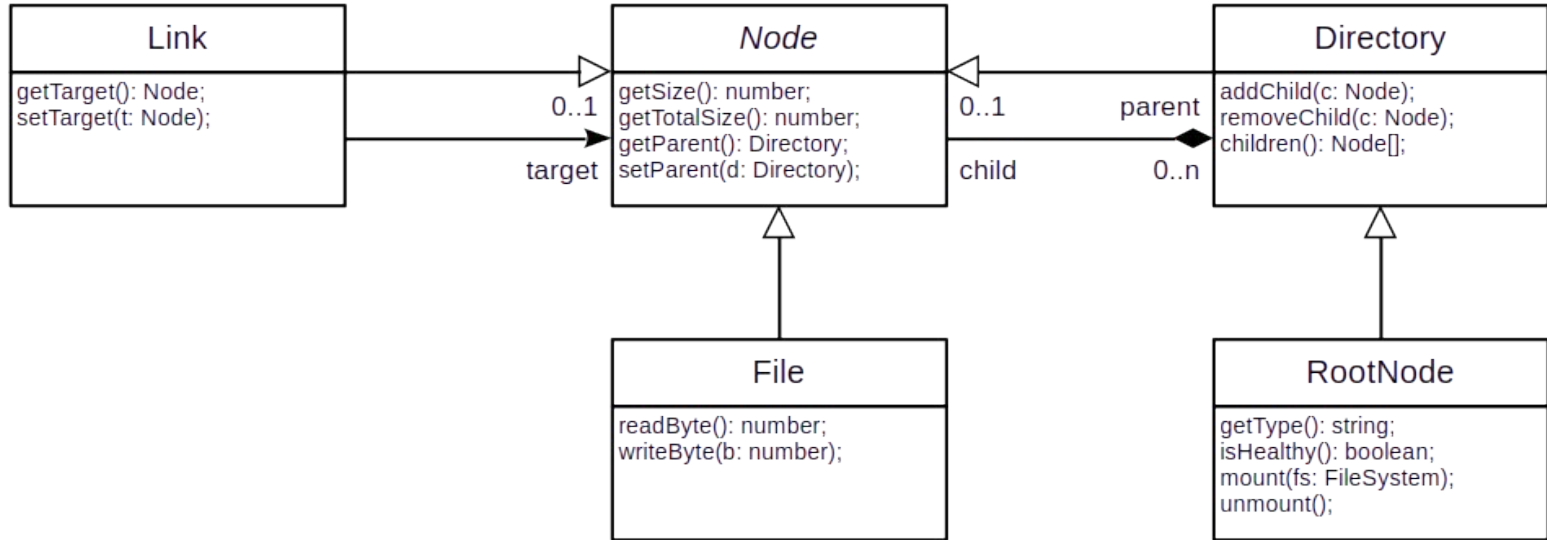 Link
getTarget(): Node;
setTarget(t: Node);
0..1
target
Node
getSize(): number;
getTotalSize(): number;
getParent(): Directory;
setParent(d: Directory);
0..1
child
parent
0..n
Directory
addChild(c: Node);
removeChild(c: Node);
children(): Node[];
File
readByte(): number;
writeByte(b: number);
RootNode
getType(): string;
isHealthy(): boolean;
mount(fs: FileSystem);
unmount();